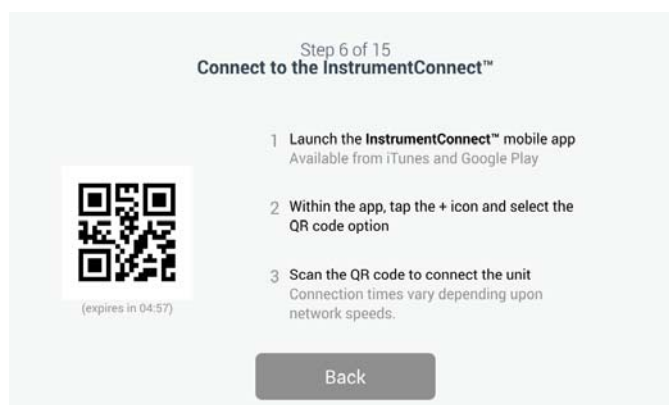 Step 6 of 15
Connect to the InstrumentConnect™
1 Launch the InstrumentConnect™ mobile app
Available from iTunes and Google Play
2 Within the app, tap the + icon and select the
QR code option
3 Scan the QR code to connect the unit
Connection times vary depending upon
network speeds.
(expires in 04:57)
Back